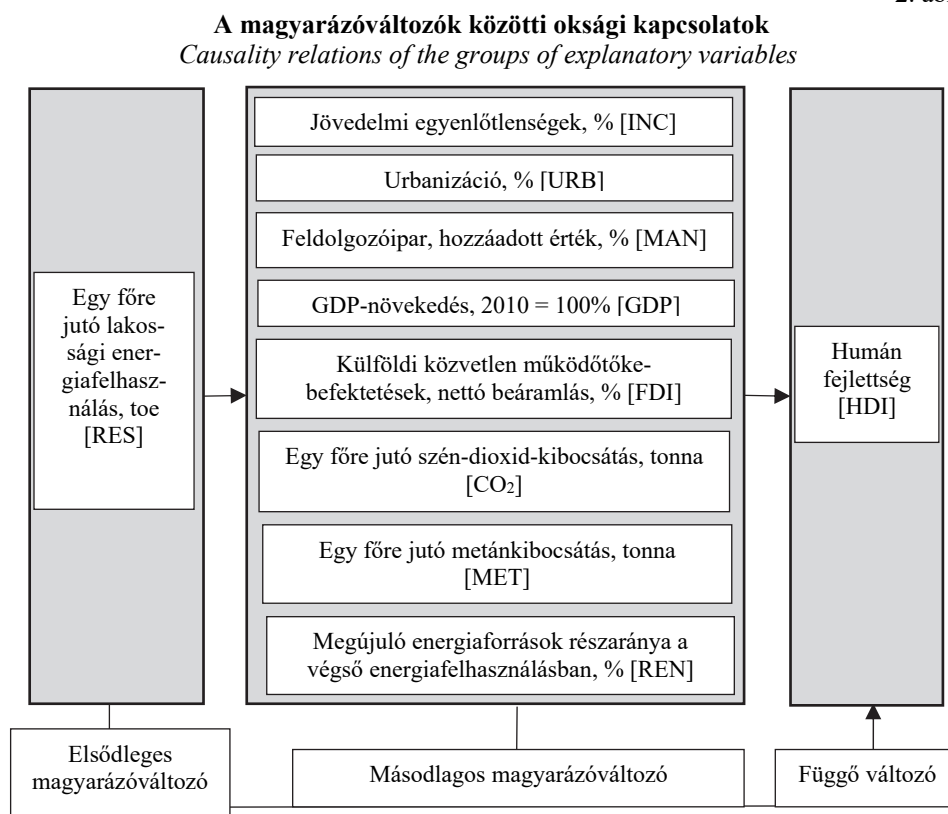 A magyarázóváltozók közötti oksági kapcsolatok
Causality relations of the groups of explanatory variables
Egy főre
jutó lakos-
sági ener-
giafelhasz-
nálás, toe
[RES]
Jövedelmi egyenlőtlenségek, % [INC]
Urbanizáció, % [URB]
Feldolgozóipar, hozzáadott érték, % [MAN]
GDP-növekedés, 2010 = 100% [GDP]
Külföldi közvetlen működőtőke-
befektetések, nettó beáramlás, % [FDI]
Egy főre jutó szén-dioxid-kibocsátás, tonna
[CO₂]
Egy főre jutó metánkibocsátás, tonna
[MET]
Megújuló energiaforrások részaránya a
végső energiafelhasználásban, % [REN]
Humán
fejlettség
[HDI]
Elsődleges
magyarázóváltozó
Másodlagos magyarázóváltozó
Függő változó